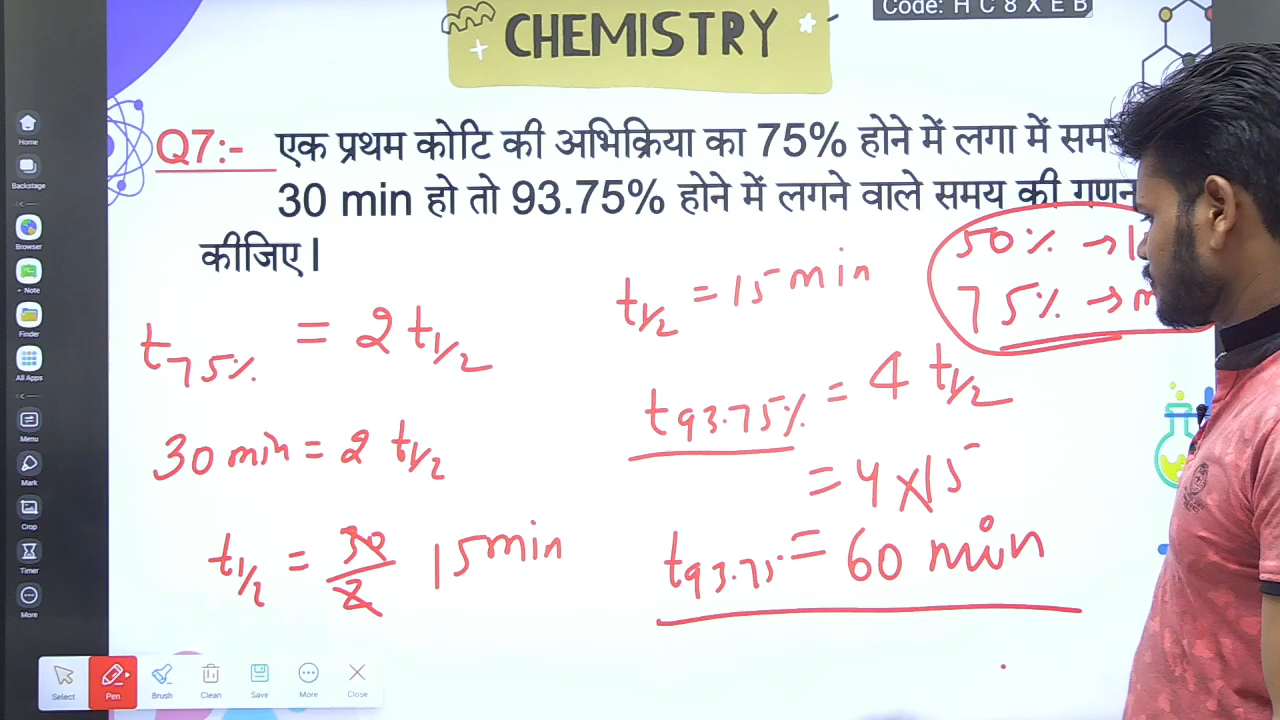 Code: HC8XEB
CHEMISTRY
Q7:- एक प्रथम कोटि की अभिक्रिया का 75% होने में लगा में
30 min हो तो 93.75% होने में लगने वाले समय की
कीजिए।
50% →
75% →
t75% = 2 t1/2
30 min = 2 t1/2
t1/2 = 30/2 15 min
t1/2 = 15 min
t93.75% = 4 t1/2
= 4 x 15
t93.75 = 60 min
Home
Backstage
Browser
+ Note
Finder
All Apps
Menu
Mark
Crop
Timer
More
Select
Pen
Brush
Clean
Save
More
Close